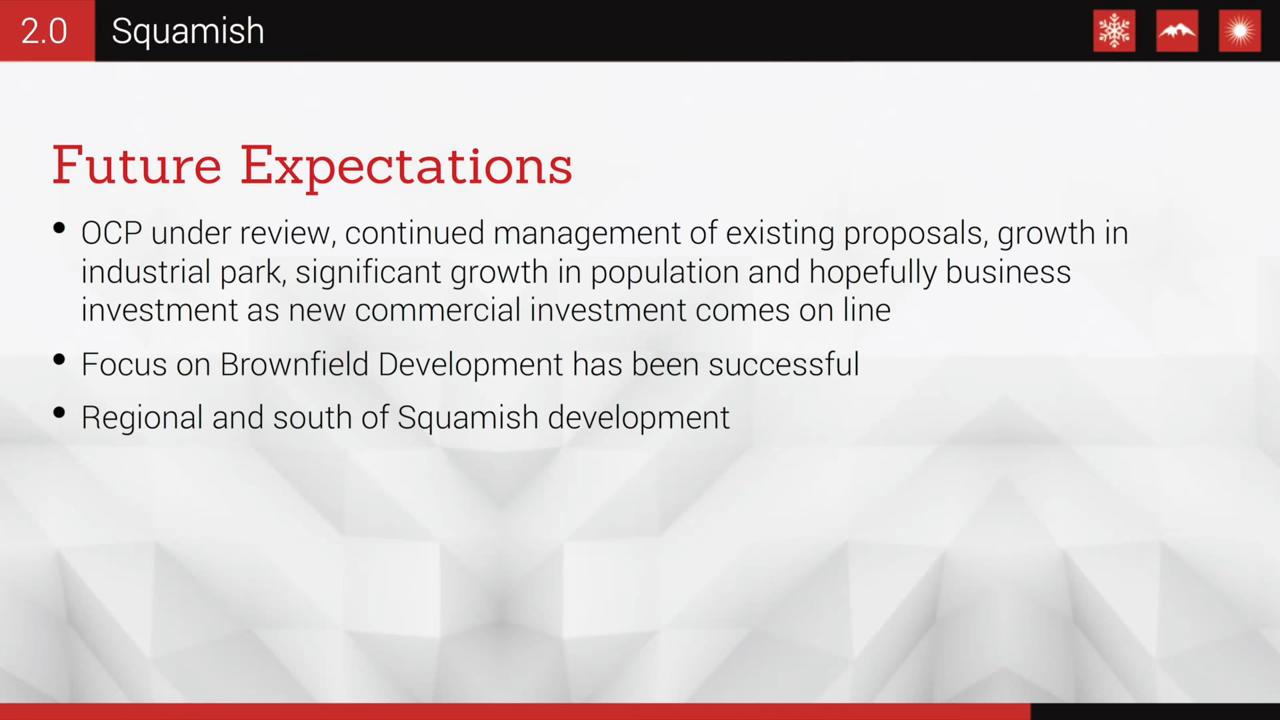 2.0 Squamish
Future Expectations
• OCP under review, continued management of existing proposals, growth in
industrial park, significant growth in population and hopefully business
investment as new commercial investment comes on line
• Focus on Brownfield Development has been successful
• Regional and south of Squamish development